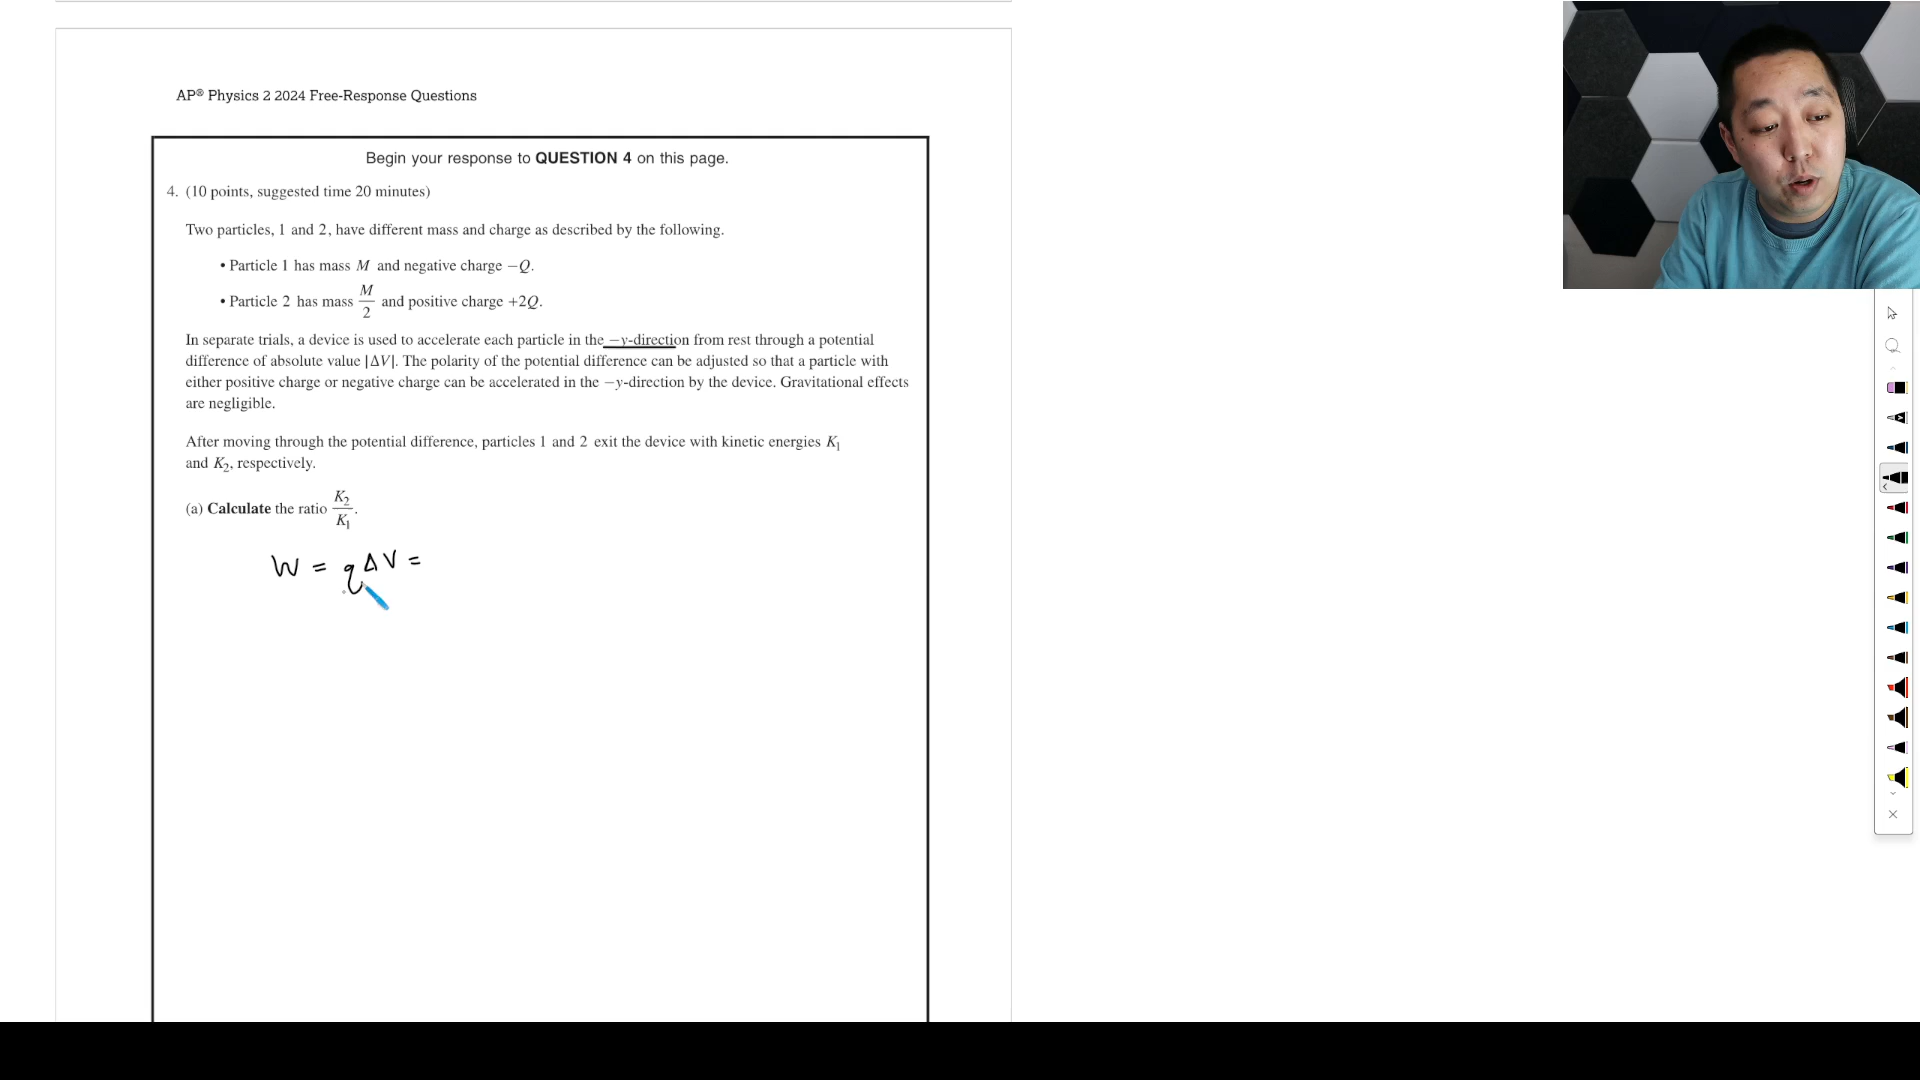 AP® Physics 2 2024 Free-Response Questions
Begin your response to QUESTION 4 on this page.
4. (10 points, suggested time 20 minutes)
Two particles, 1 and 2, have different mass and charge as described by the following.
• Particle 1 has mass M and negative charge −Q.
• Particle 2 has mass M/2 and positive charge +2Q.
In separate trials, a device is used to accelerate each particle in the −y-direction from rest through a potential
difference of absolute value |ΔV|. The polarity of the potential difference can be adjusted so that a particle with
either positive charge or negative charge can be accelerated in the −y-direction by the device. Gravitational effects
are negligible.
After moving through the potential difference, particles 1 and 2 exit the device with kinetic energies K₁
and K₂, respectively.
(a) Calculate the ratio K₂/K₁.
W = qΔV =